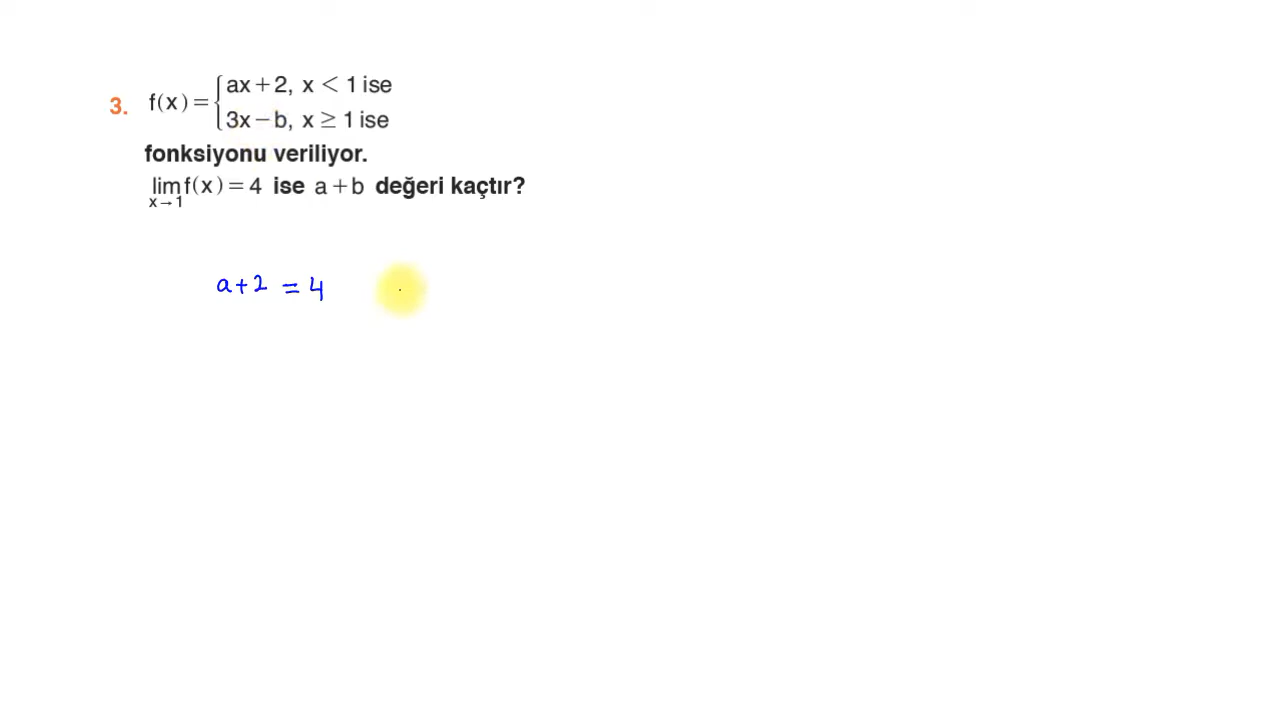 3. f(x) = { ax + 2, x < 1 ise
3x − b, x ≥ 1 ise
fonksiyonu veriliyor.
lim f(x) = 4 ise a + b değeri kaçtır?
x→1
a+2 = 4